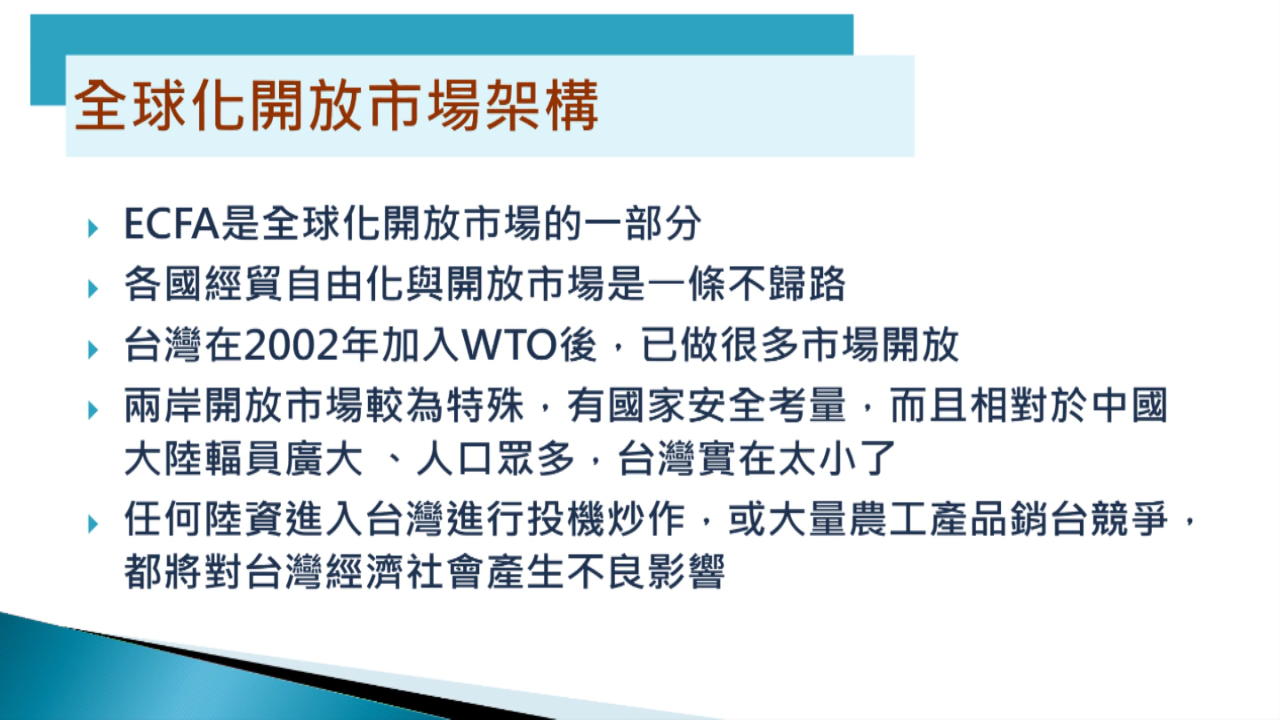 全球化開放市場架構
ECFA是全球化開放市場的一部分
各國經貿自由化與開放市場是一條不歸路
台灣在2002年加入WTO後，已做很多市場開放
兩岸開放市場較為特殊，有國家安全考量，而且相對於中國
大陸輻員廣大、人口眾多，台灣實在太小了
任何陸資進入台灣進行投機炒作，或大量農工產品銷台競爭，
都將對台灣經濟社會產生不良影響